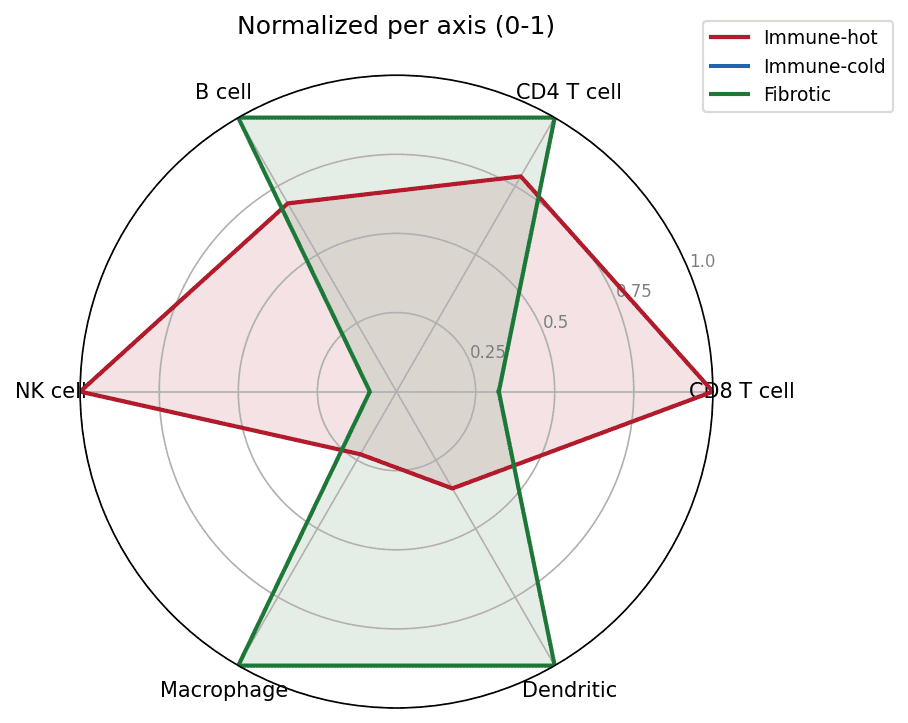 Normalized per axis (0-1)
Immune-hot
Immune-cold
Fibrotic
B cell
CD4 T cell
1.0
0.75
0.5
0.25
NK cell
CD8 T cell
Macrophage
Dendritic